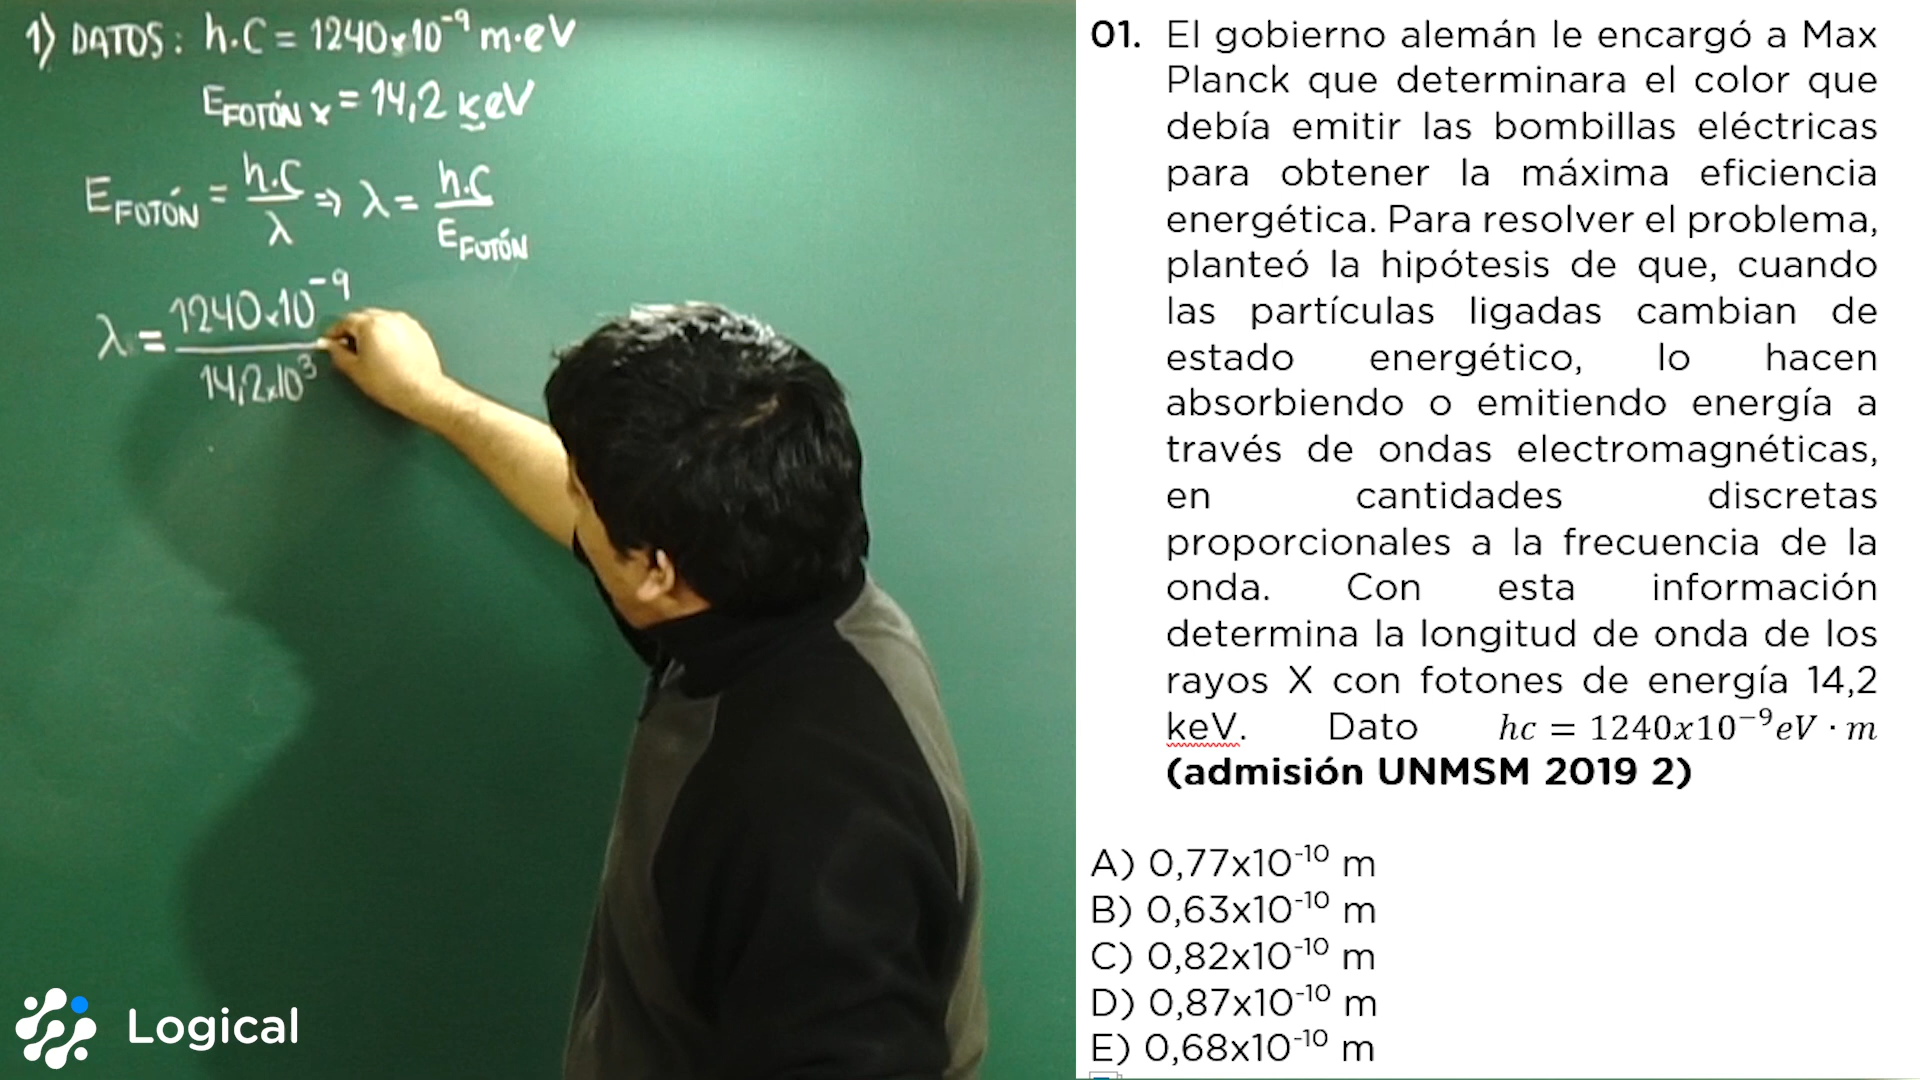 1) DATOS: h.C = 1240x10⁻⁹ m·eV
E FOTÓN X = 14,2 keV
E FOTÓN = h.C / λ ⇒ λ = h.C / E FOTÓN
λ = 1240x10⁻⁹ / 14,2x10³
Logical
01. El gobierno alemán le encargó a Max
Planck que determinara el color que
debía emitir las bombillas eléctricas
para obtener la máxima eficiencia
energética. Para resolver el problema,
planteó la hipótesis de que, cuando
las partículas ligadas cambian de
estado energético, lo hacen
absorbiendo o emitiendo energía a
través de ondas electromagnéticas,
en cantidades discretas
proporcionales a la frecuencia de la
onda. Con esta información
determina la longitud de onda de los
rayos X con fotones de energía 14,2
keV. Dato hc = 1240x10⁻⁹eV · m
(admisión UNMSM 2019 2)
A) 0,77x10⁻¹⁰ m
B) 0,63x10⁻¹⁰ m
C) 0,82x10⁻¹⁰ m
D) 0,87x10⁻¹⁰ m
E) 0,68x10⁻¹⁰ m